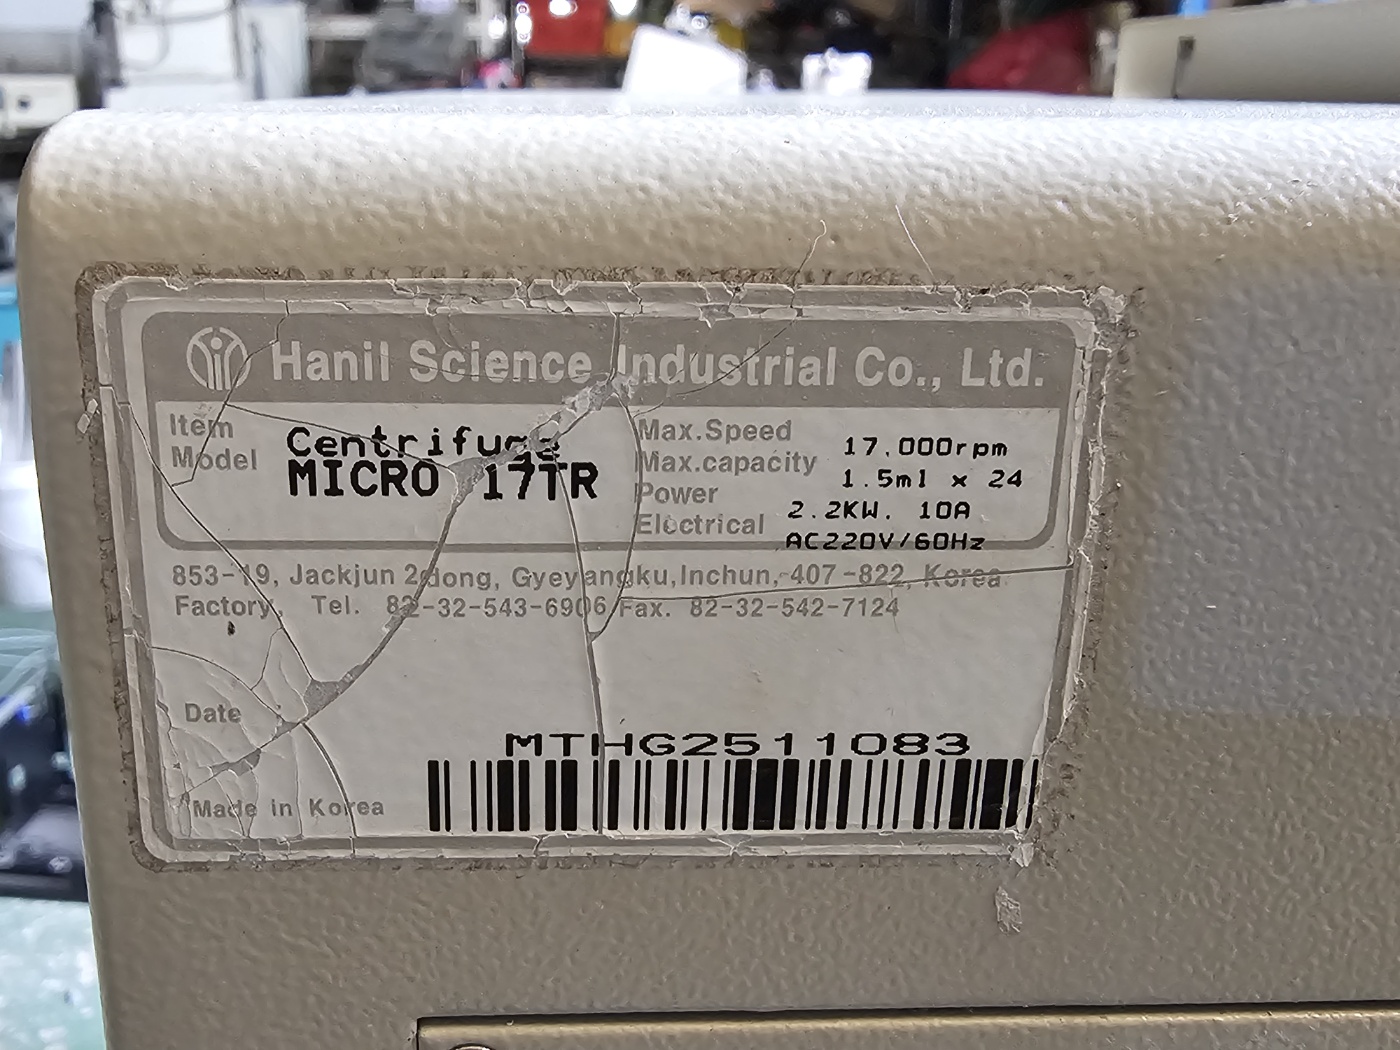 Hanil Science Industrial Co., Ltd.
Item Centrifuge
Model MICRO 17TR
Max.Speed 17,000rpm
Max.capacity 1.5ml x 24
Power 2.2KW, 10A
Electrical AC220V/60Hz
853-19, Jackjun 2dong, Gyeyangku,Inchun,-407-822, Korea
Factory, Tel. 82-32-543-6906 Fax. 82-32-542-7124
Date
MTHG2511083
Made in Korea